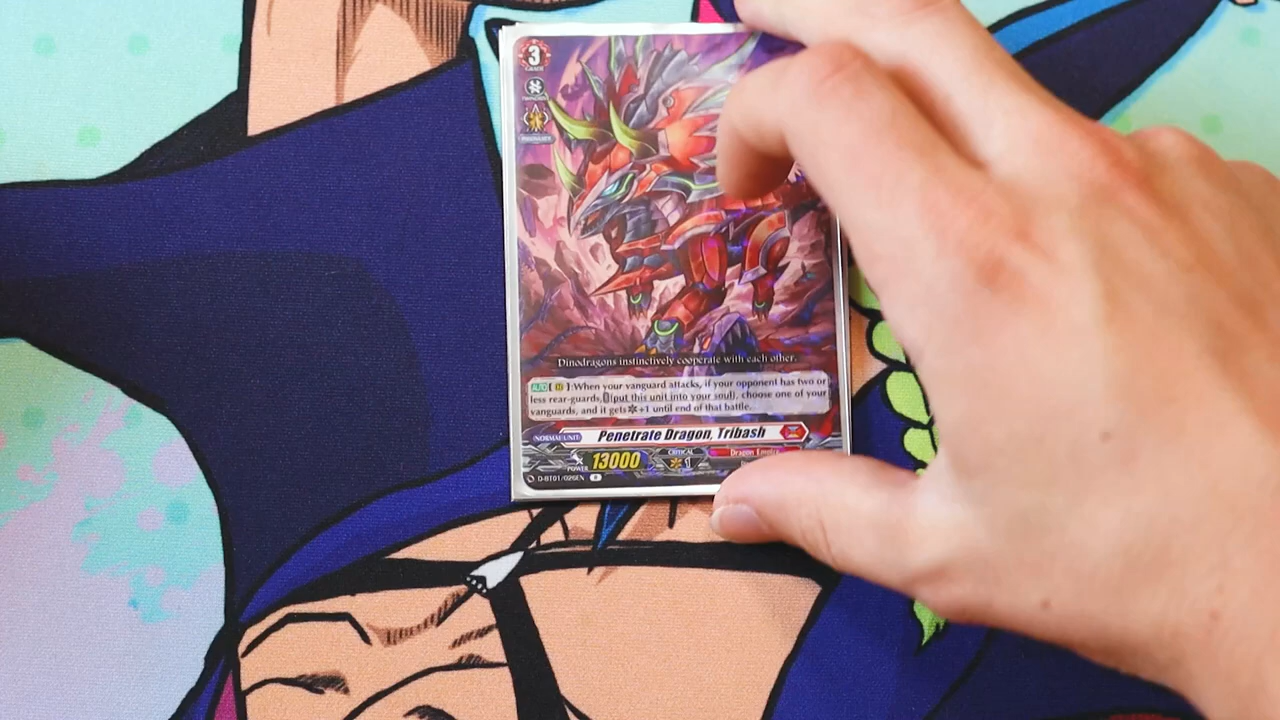 3
GRADE
Dinodragons instinctively cooperate with each other.
AUTO [ R ]:When your vanguard attacks, if your opponent has two or
less rear-guards, [put this unit into your soul], choose one of your
vanguards, and it gets +1 until end of that battle.
NORMAL UNIT Penetrate Dragon, Tribash
POWER 13000 CRITICAL 1 Dragon Empire
D-BT01/026EN R